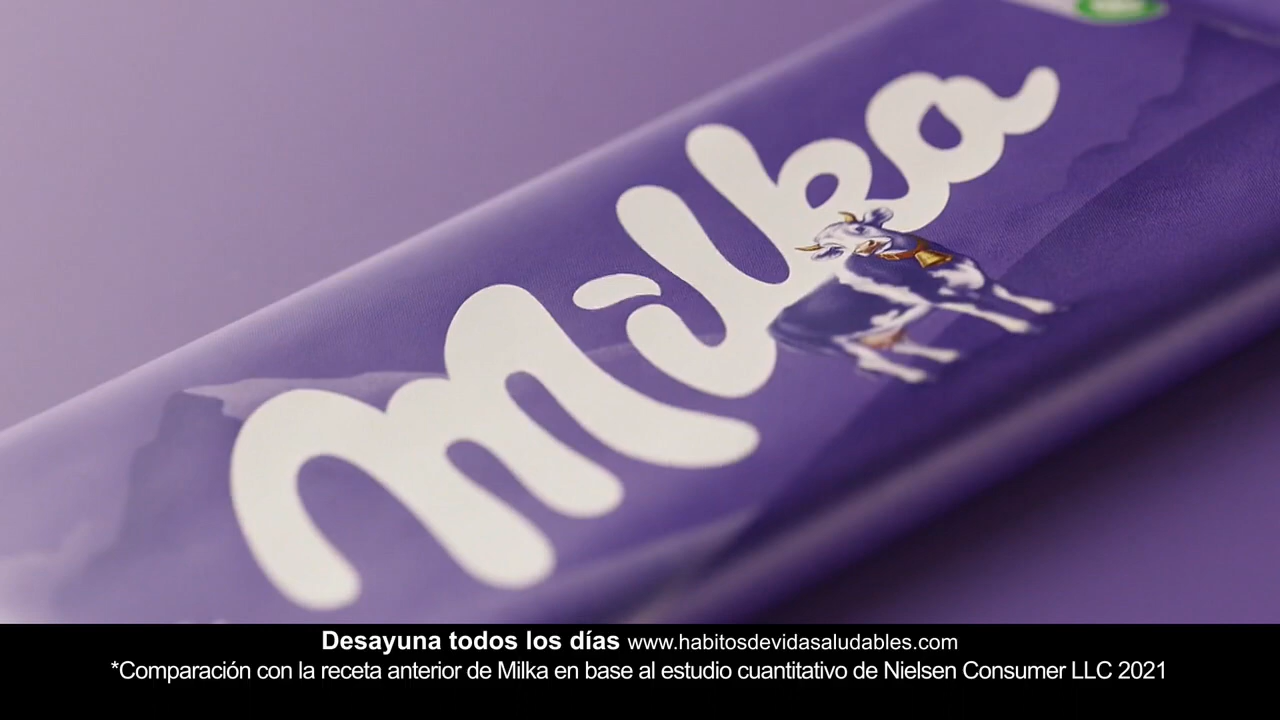 Milka
Desayuna todos los días www.habitosdevidasaludables.com
*Comparación con la receta anterior de Milka en base al estudio cuantitativo de Nielsen Consumer LLC 2021